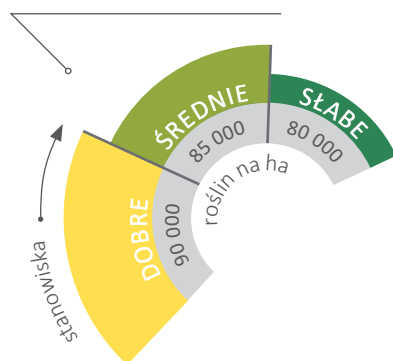 stanowiska
DOBRE
90 000
ŚREDNIE
85 000
SŁABE
80 000
roślin na ha